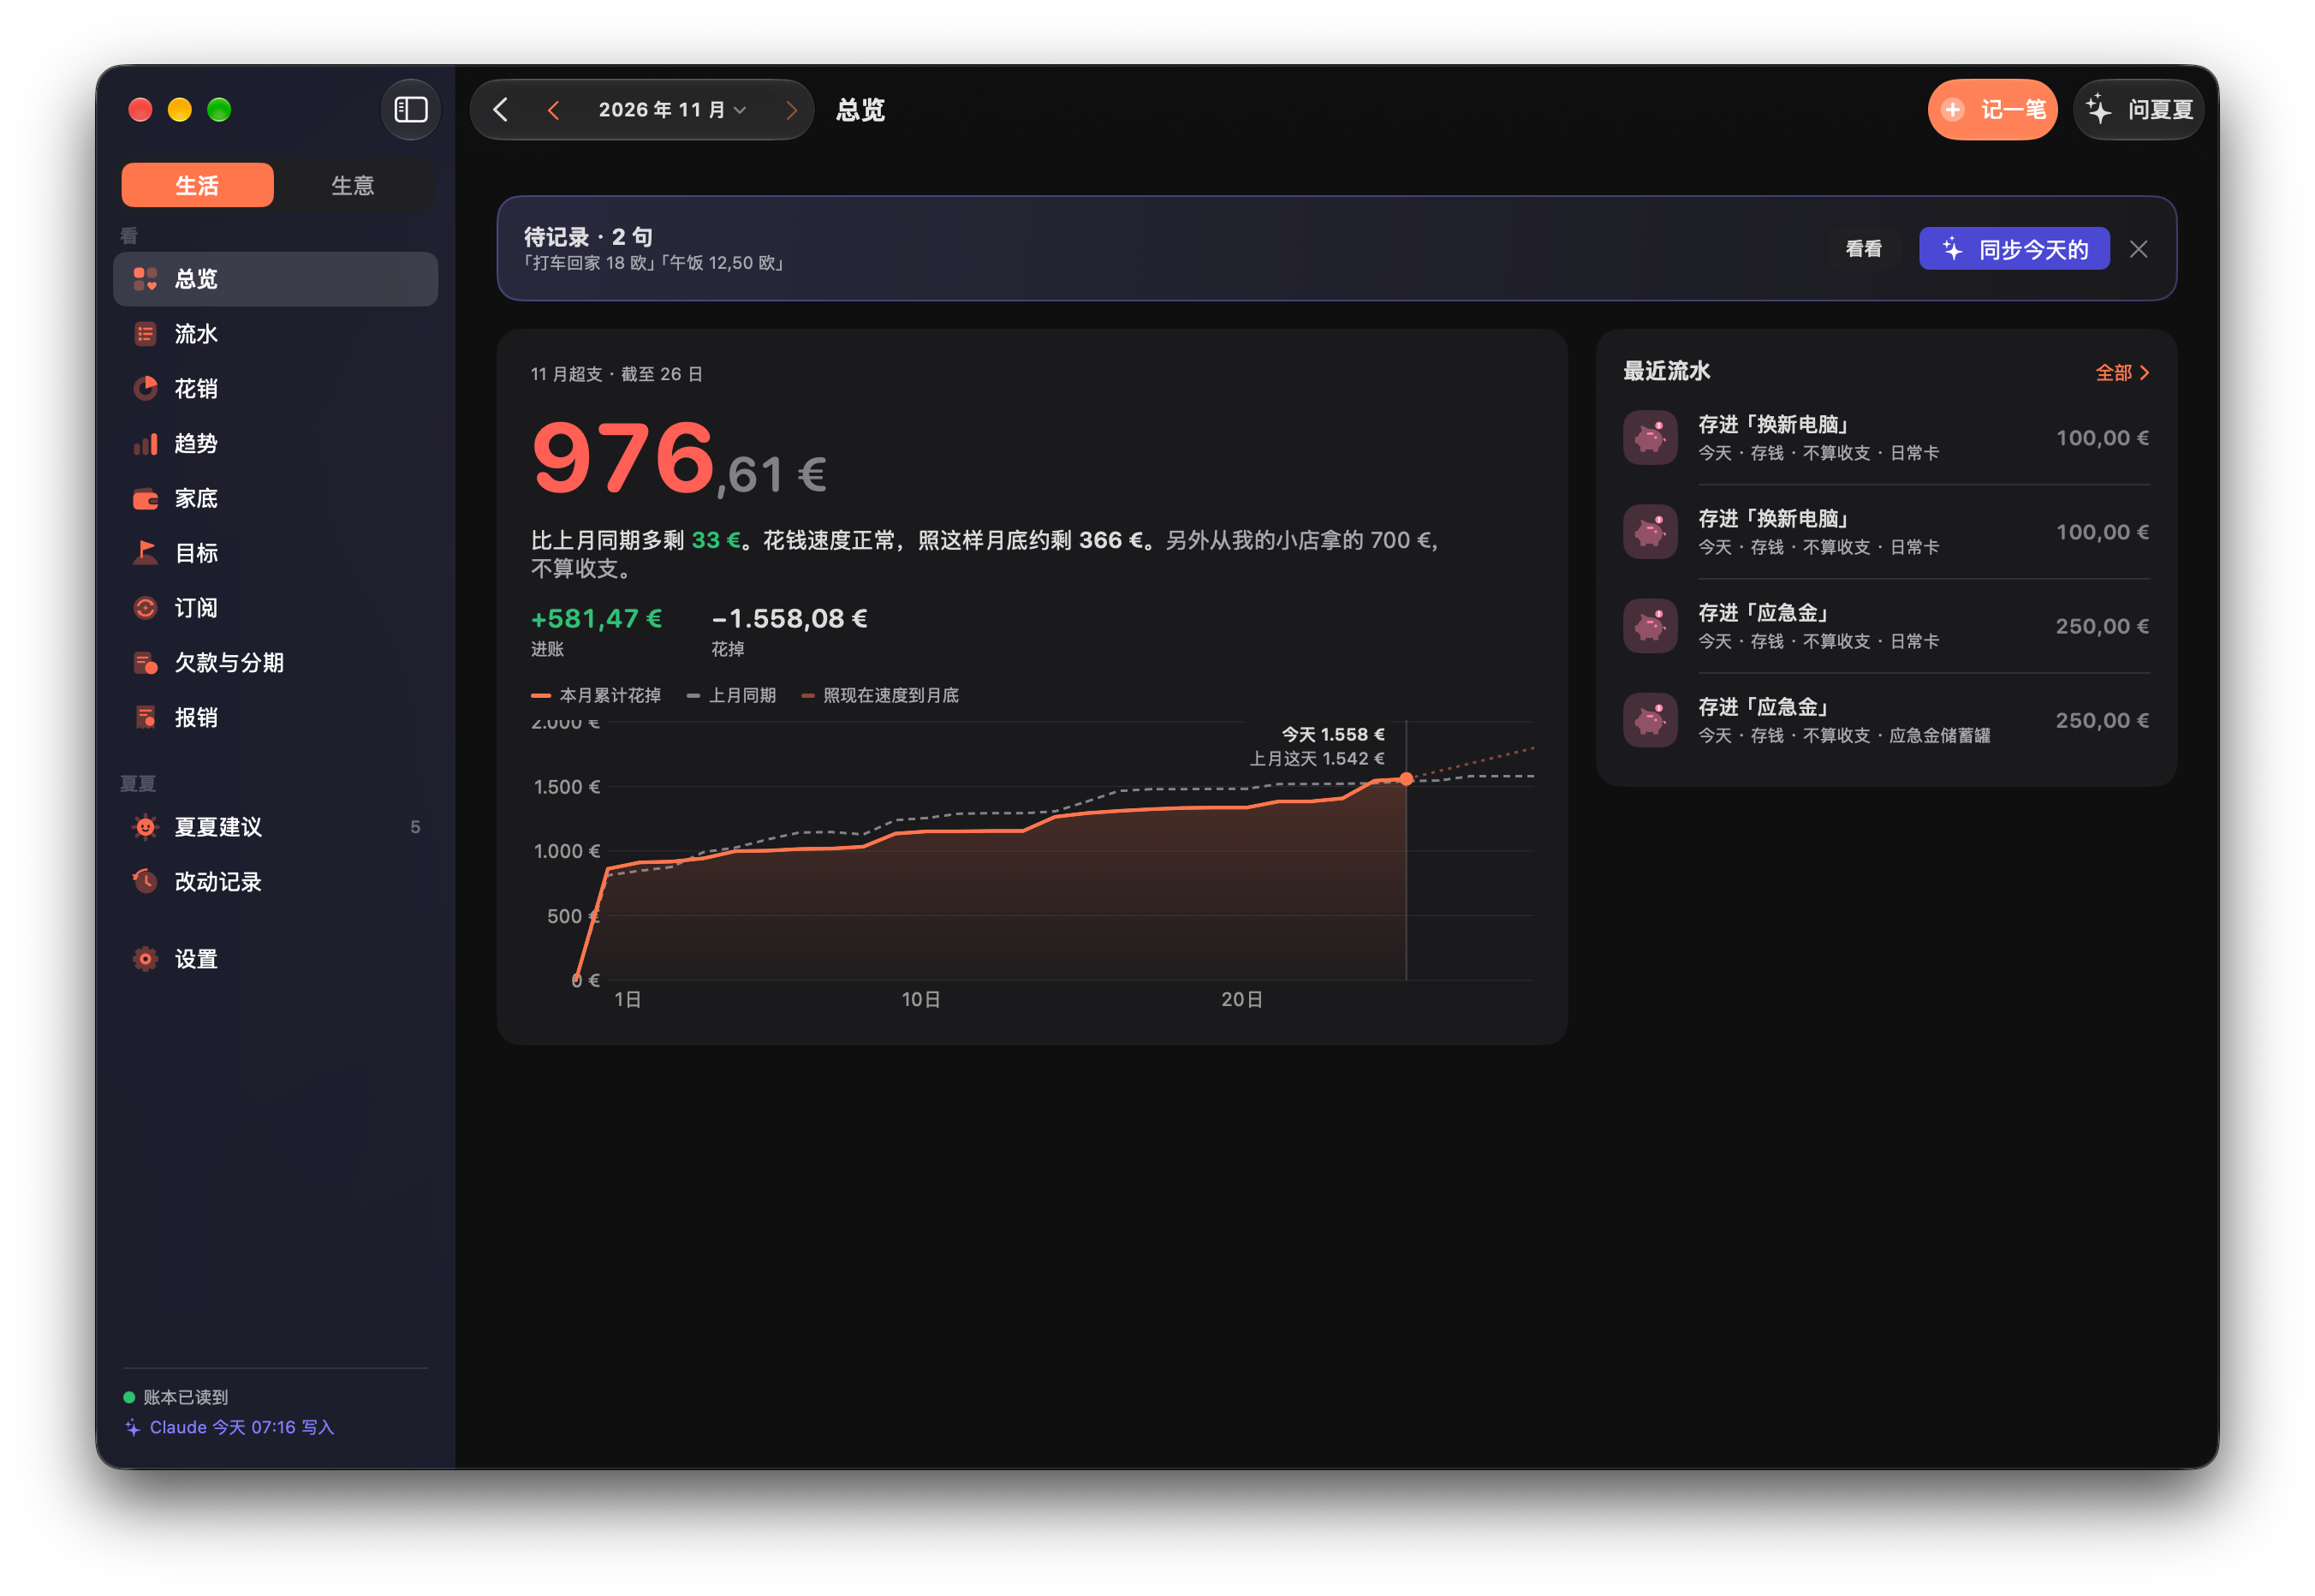 2026 年 11 月
总览
记一笔
问夏夏
生活
生意
看
总览
流水
花销
趋势
家底
目标
订阅
欠款与分期
报销
夏夏
夏夏建议
5
改动记录
设置
账本已读到
Claude 今天 07:16 写入
待记录 · 2 句
「打车回家 18 欧」「午饭 12,50 欧」
看看
同步今天的
11 月超支 · 截至 26 日
976,61 €
比上月同期多剩 33 €。花钱速度正常，照这样月底约剩 366 €。另外从我的小店拿的 700 €,
不算收支。
+581,47 €
进账
−1.558,08 €
花掉
本月累计花掉
上月同期
照现在速度到月底
2.000 €
1.500 €
1.000 €
500 €
0 €
今天 1.558 €
上月这天 1.542 €
1日
10日
20日
最近流水
全部
存进「换新电脑」
今天 · 存钱 · 不算收支 · 日常卡
100,00 €
存进「换新电脑」
今天 · 存钱 · 不算收支 · 日常卡
100,00 €
存进「应急金」
今天 · 存钱 · 不算收支 · 日常卡
250,00 €
存进「应急金」
今天 · 存钱 · 不算收支 · 应急金储蓄罐
250,00 €